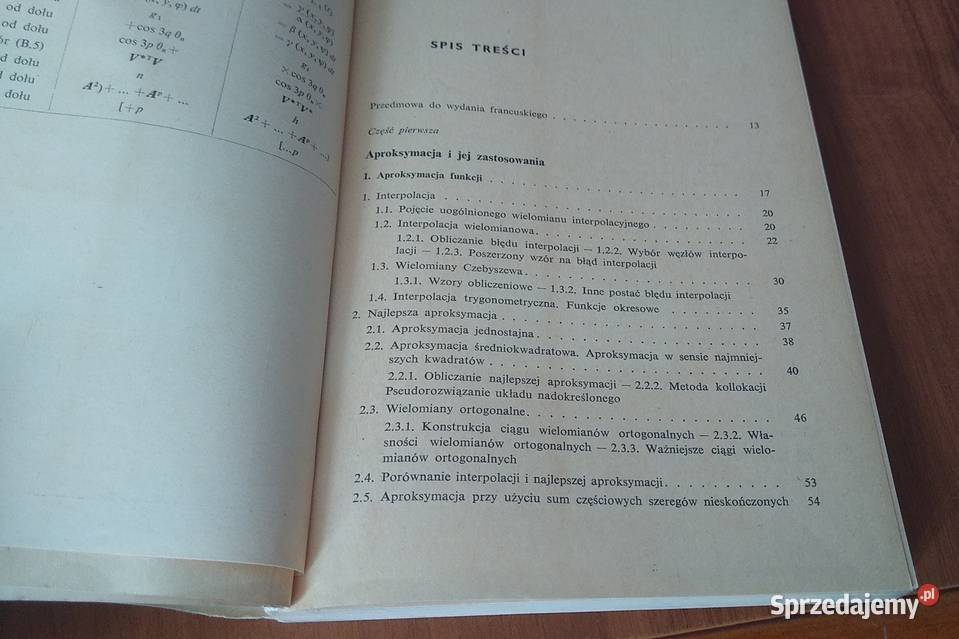 od dołu
od dołu
ór (B.5)
d dołu
d dołu
dołu
(x, y, φ) dt
g₁
+cos 3q θₙ
cos 3p θₙ+
V*ᵀV
n
A²)+ ... +Aᵖ+ ...
[+p
= γ (x, y, ψ)
= β (x, y, ψ) dt
= γ (x, y, ψ) dt
g₁
× cos 3q θₙ
cos 3p θₙ ×
V*ᵀV*
h
A²+ ... +Aᵖ+ ...)
[...p
SPIS TREŚCI
Przedmowa do wydania francuskiego . . . . . . . . . . . . . . . . 13
Część pierwsza
Aproksymacja i jej zastosowania
I. Aproksymacja funkcji . . . . . . . . . . . . . . . . . . . . . 17
1. Interpolacja . . . . . . . . . . . . . . . . . . . . . . . . 20
1.1. Pojęcie uogólnionego wielomianu interpolacyjnego . . . . . . . . 20
1.2. Interpolacja wielomianowa . . . . . . . . . . . . . . . . . 22
1.2.1. Obliczanie błędu interpolacji — 1.2.2. Wybór węzłów interpo-
lacji — 1.2.3. Poszerzony wzór na błąd interpolacji
1.3. Wielomiany Czebyszewa . . . . . . . . . . . . . . . . . . 30
1.3.1. Wzory obliczeniowe — 1.3.2. Inne postać błędu interpolacji
1.4. Interpolacja trygonometryczna. Funkcje okresowe . . . . . . . . 35
2. Najlepsza aproksymacja . . . . . . . . . . . . . . . . . . . . 37
2.1. Aproksymacja jednostajna . . . . . . . . . . . . . . . . . 38
2.2. Aproksymacja średniokwadratowa. Aproksymacja w sensie najmniej-
szych kwadratów . . . . . . . . . . . . . . . . . . . . . 40
2.2.1. Obliczanie najlepszej aproksymacji — 2.2.2. Metoda kollokacji
Pseudorozwiązanie układu nadokreślonego
2.3. Wielomiany ortogonalne . . . . . . . . . . . . . . . . . . 46
2.3.1. Konstrukcja ciągu wielomianów ortogonalnych — 2.3.2. Wła-
sności wielomianów ortogonalnych — 2.3.3. Ważniejsze ciągi wielo-
mianów ortogonalnych
2.4. Porównanie interpolacji i najlepszej aproksymacji . . . . . . . . . 53
2.5. Aproksymacja przy użyciu sum częściowych szeregów nieskończonych 54
Sprzedajemy.pl